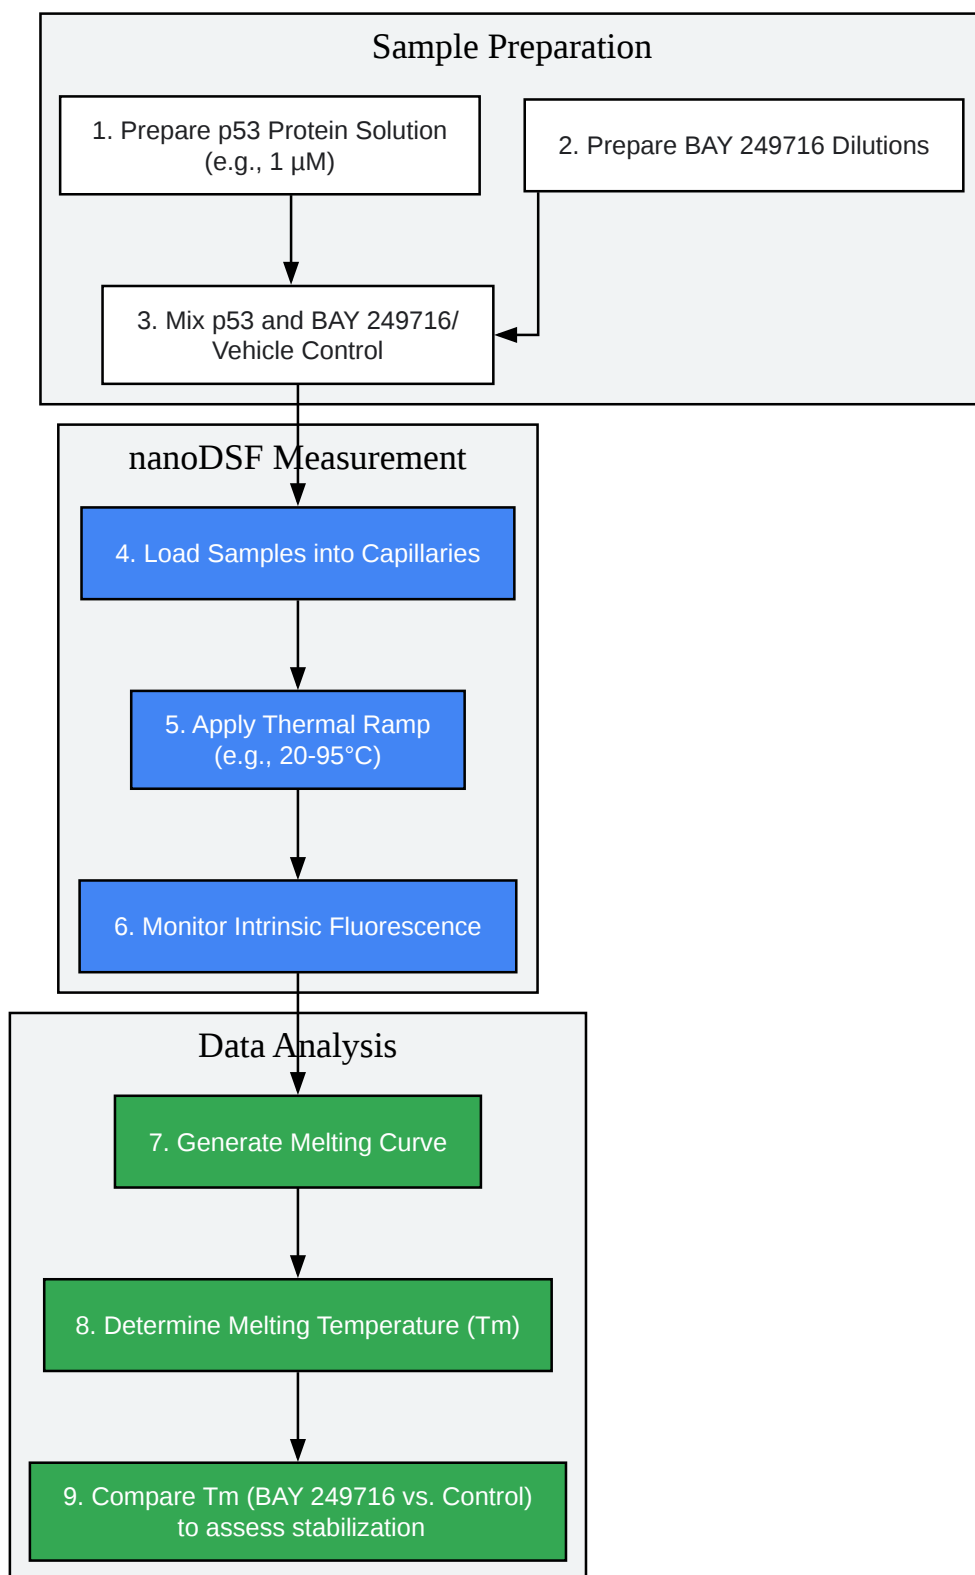 Sample Preparation
1. Prepare p53 Protein Solution
(e.g., 1 µM)
2. Prepare BAY 249716 Dilutions
3. Mix p53 and BAY 249716/
Vehicle Control
nanoDSF Measurement
4. Load Samples into Capillaries
5. Apply Thermal Ramp
(e.g., 20-95°C)
6. Monitor Intrinsic Fluorescence
Data Analysis
7. Generate Melting Curve
8. Determine Melting Temperature (Tm)
9. Compare Tm (BAY 249716 vs. Control)
to assess stabilization